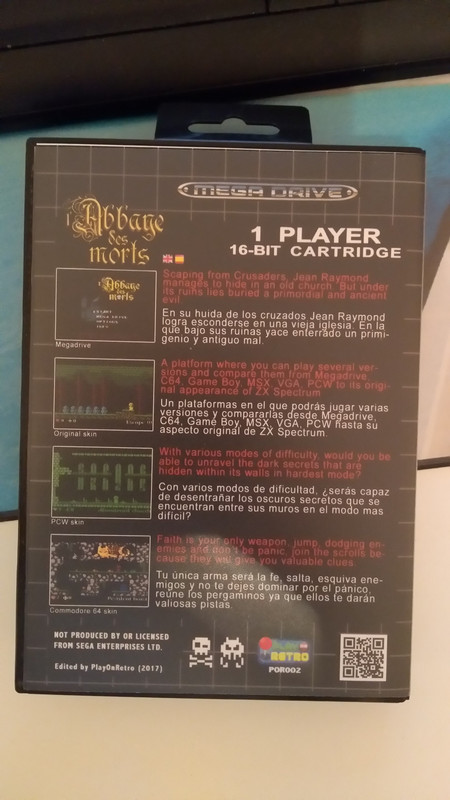 MEGA DRIVE
l'Abbaye
des
morts
1 PLAYER
16-BIT CARTRIDGE
Scaping from Crusaders, Jean Raymond
manages to hide in an old church. But under
its ruins lies buried a primordial and ancient
evil.
En su huida de los cruzados Jean Raymond
logra esconderse en una vieja iglesia. En la
que bajo sus ruinas yace enferrado un primi-
genio y antiguo mal.
l'Abbaye
des
morts
Megadrive
A platform where you can play several ver-
sions and compare them from Megadrive,
C64, Game Boy, MSX, VGA, PCW to its origi-
nal appearance of ZX Spectrum
Un plataformas en el que podrás jugar varias
versiones y compararlas desde Megadrive,
C64, Game Boy, MSX, VGA, PCW hasta su
aspecto original de ZX Spectrum.
Original skin
With various modes of difficulty, would you be
able to unravel the dark secrets that are
hidden within its walls in hardest mode?
Con varios modos de dificultad, ¿serás capaz
de desentrañar los oscuros secretos que se
encuentran entre sus muros en el modo mas
difícil?
PCW skin
Faith is your only weapon, jump, dodging en-
emies and don't be panic, join the scrolls be-
cause they will give you valuable clues.
Tu única arma será la fe, salta, esquiva ene-
migos y no te dejes dominar por el pánico,
reúne los pergaminos ya que ellos te darán
valiosas pistas.
Commodore 64 skin
NOT PRODUCED BY OR LICENSED
FROM SEGA ENTERPRISES LTD.
Edited by PlayOnRetro (2017)
PLAY ON
RETRO
POR002